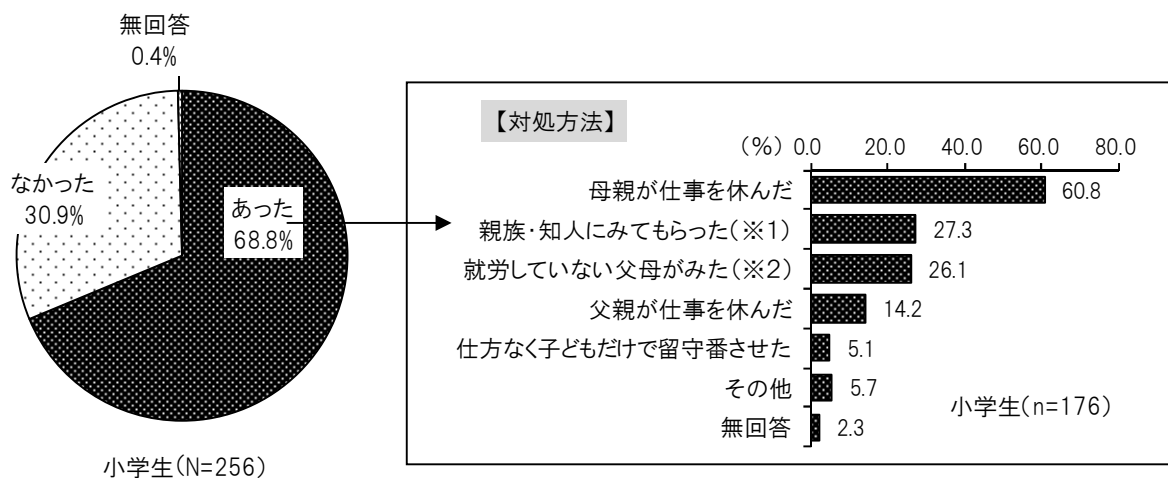 無回答
0.4%
なかった
30.9%
あった
68.8%
小学生(N=256)
【対処方法】
(%) 0.0 20.0 40.0 60.0 80.0
母親が仕事を休んだ 60.8
親族・知人にみてもらった(※1) 27.3
就労していない父母がみた(※2) 26.1
父親が仕事を休んだ 14.2
仕方なく子どもだけで留守番させた 5.1
その他 5.7
無回答 2.3
小学生(n=176)